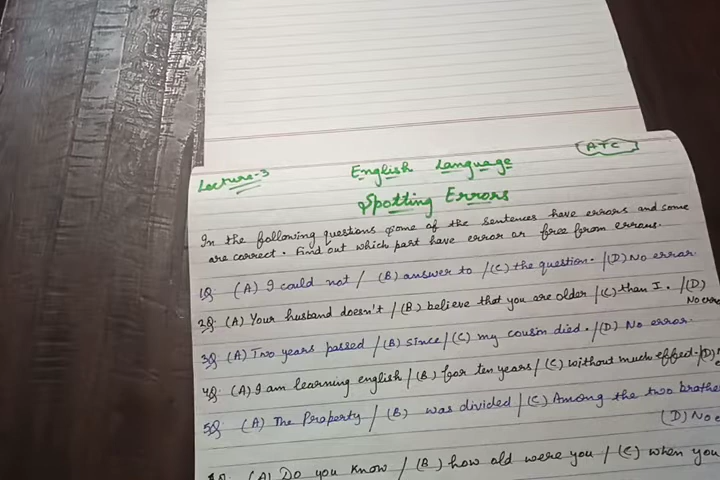 Lecture-3 English Language ATC
Spotting Errors
In the following questions some of the sentences have errors and some
are correct. Find out which part have error or free from errors.
1Q. (A) I could not / (B) answer to / (C) the question. / (D) No error.
2Q. (A) Your husband doesn't / (B) believe that you are older / (C) than I. / (D)
No error
3Q. (A) Two years passed / (B) since / (C) my cousin died. / (D) No error.
4Q. (A) I am learning english / (B) for ten years / (C) without much effect. / (D)
5Q. (A) The Property / (B) was divided / (C) Among the two brothe
(D) No e
(A) Do you know / (B) how old were you / (C) when you